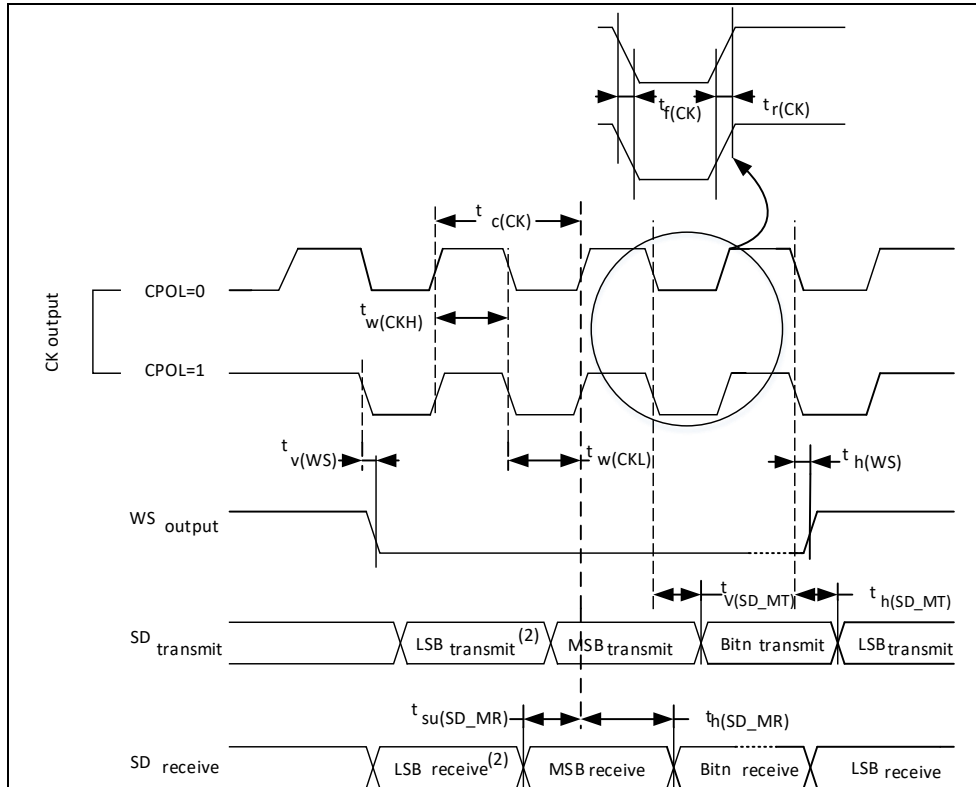 tf(CK)
tr(CK)
tc(CK)
CK output
CPOL=0
tw(CKH)
CPOL=1
tv(WS)
tw(CKL)
th(WS)
WS output
tV(SD_MT)
th(SD_MT)
SD transmit
LSB transmit(2)
MSB transmit
Bitn transmit
LSB transmit
tsu(SD_MR)
th(SD_MR)
SD receive
LSB receive(2)
MSB receive
Bitn receive
LSB receive